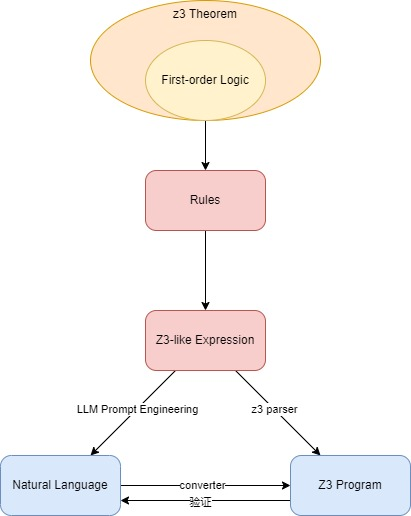 z3 Theorem
First-order Logic
Rules
Z3-like Expression
LLM Prompt Engineering
z3 parser
Natural Language
converter
Z3 Program
验证